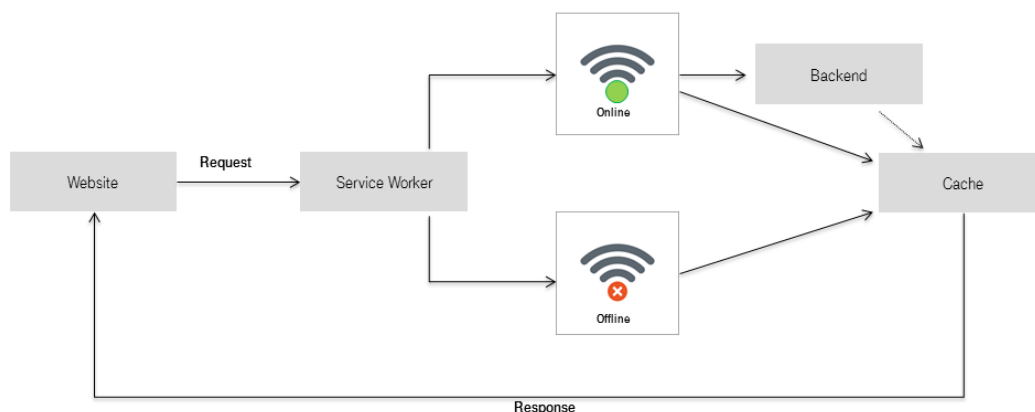 Backend
Online
Request
Website
Service Worker
Cache
Offline
Response